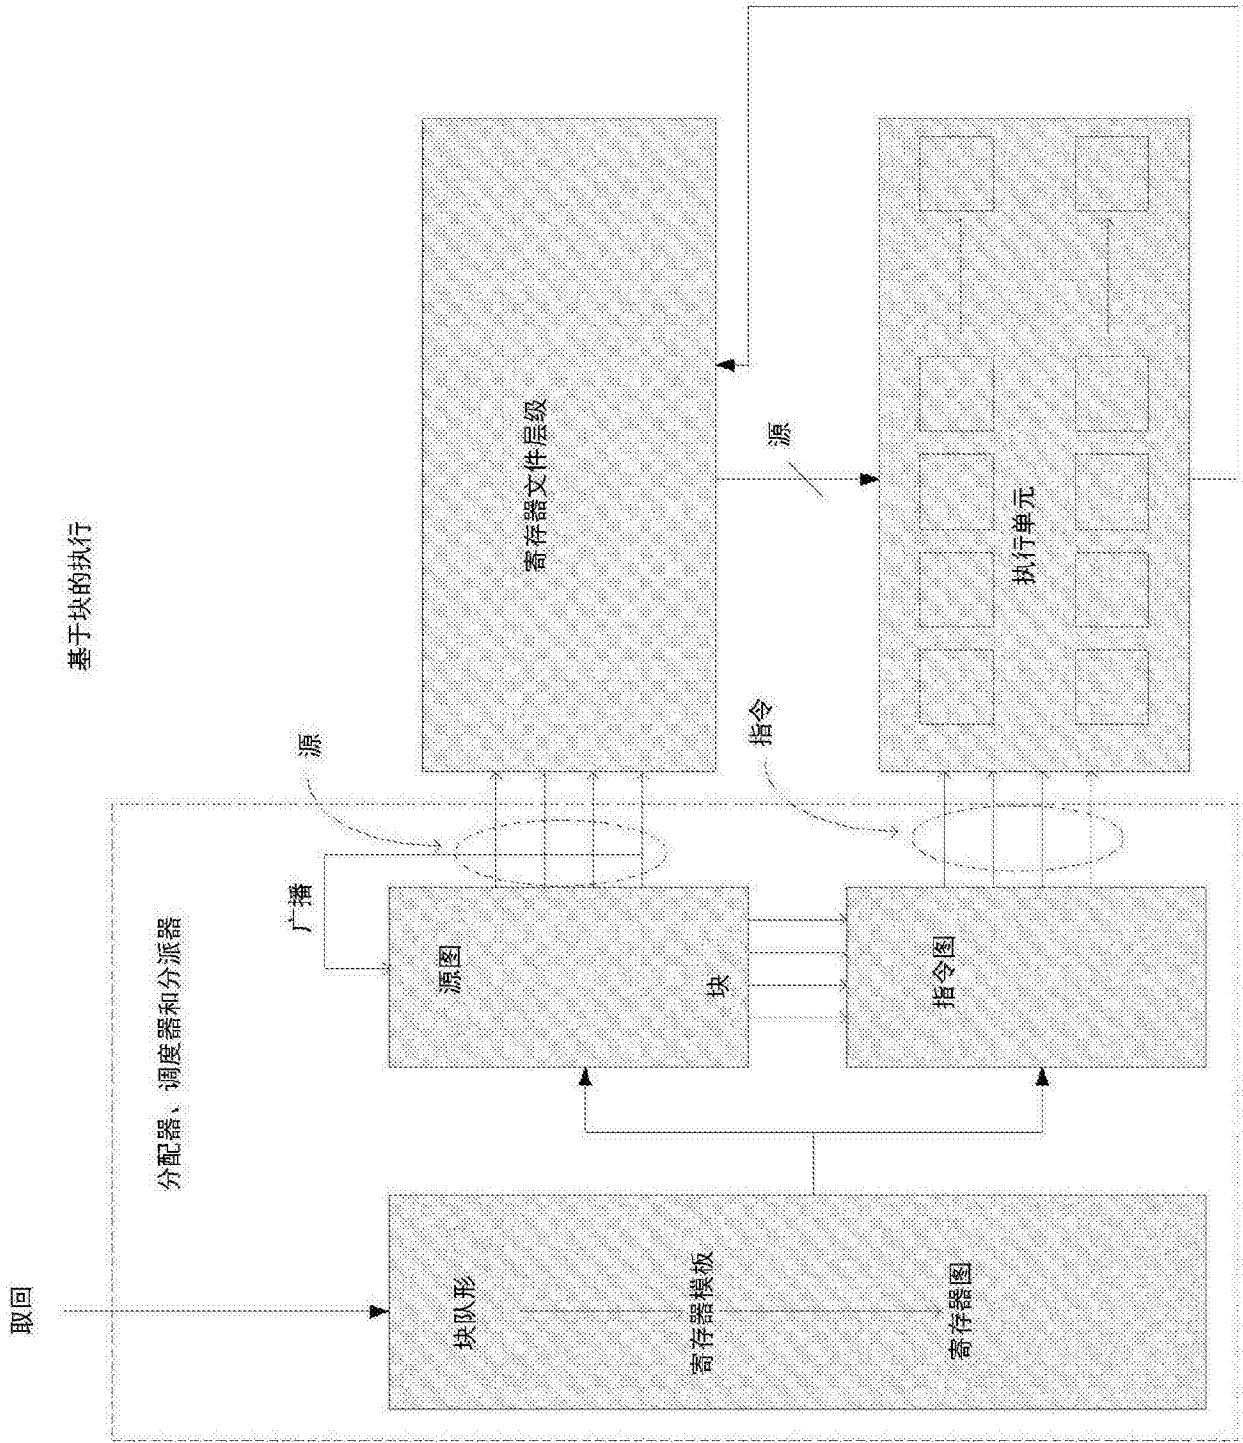 基于块的执行
取回
分配器、调度器和分派器
广播
源
块队形
寄存器模板
寄存器图
源图
块
指令图
寄存器文件层级
源
指令
执行单元